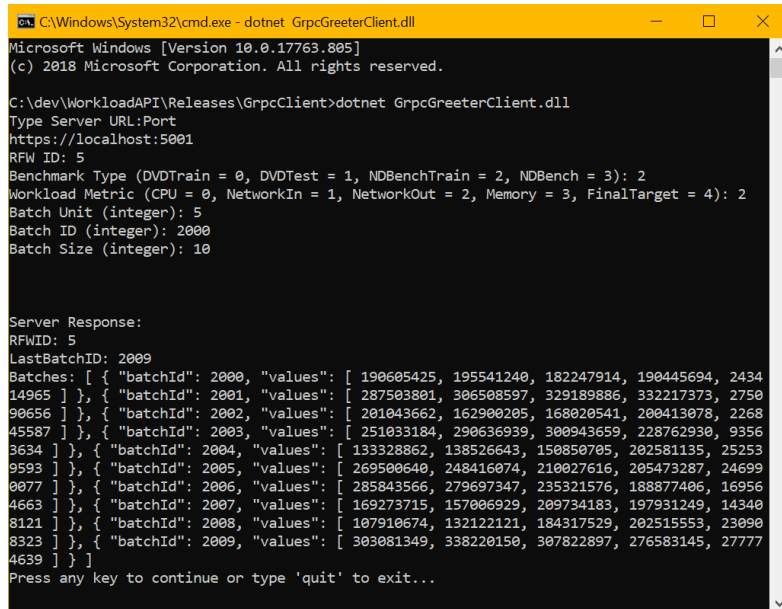 C:\Windows\System32\cmd.exe - dotnet GrpcGreeterClient.dll
Microsoft Windows [Version 10.0.17763.805]
(c) 2018 Microsoft Corporation. All rights reserved.
C:\dev\WorkloadAPI\Releases\GrpcClient>dotnet GrpcGreeterClient.dll
Type Server URL:Port
https://localhost:5001
RFW ID: 5
Benchmark Type (DVDTrain = 0, DVDTest = 1, NDBenchTrain = 2, NDBench = 3): 2
Workload Metric (CPU = 0, NetworkIn = 1, NetworkOut = 2, Memory = 3, FinalTarget = 4): 2
Batch Unit (integer): 5
Batch ID (integer): 2000
Batch Size (integer): 10
Server Response:
RFWID: 5
LastBatchID: 2009
Batches: [ { "batchId": 2000, "values": [ 190605425, 195541240, 182247914, 190445694, 2434
14965 ] }, { "batchId": 2001, "values": [ 287503801, 306508597, 329189886, 332217373, 2750
90656 ] }, { "batchId": 2002, "values": [ 201043662, 162900205, 168020541, 200413078, 2268
45587 ] }, { "batchId": 2003, "values": [ 251033184, 290636939, 300943659, 228762930, 9356
3634 ] }, { "batchId": 2004, "values": [ 133328862, 138526643, 150850705, 202581135, 25253
9593 ] }, { "batchId": 2005, "values": [ 269500640, 248416074, 210027616, 205473287, 24699
0077 ] }, { "batchId": 2006, "values": [ 285843566, 279697347, 235321576, 188877406, 16956
4663 ] }, { "batchId": 2007, "values": [ 169273715, 157006929, 209734183, 197931249, 14340
8121 ] }, { "batchId": 2008, "values": [ 107910674, 132122121, 184317529, 202515553, 23090
8323 ] }, { "batchId": 2009, "values": [ 303081349, 338220150, 307822897, 276583145, 27777
4639 ] } ]
Press any key to continue or type 'quit' to exit...